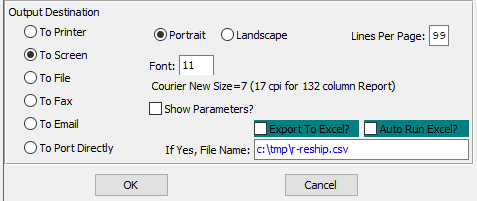 Output Destination
To Printer
To Screen
To File
To Fax
To Email
To Port Directly
Portrait
Landscape
Lines Per Page: 99
Font: 11
Courier New Size=7 (17 cpi for 132 column Report)
Show Parameters?
Export To Excel?
Auto Run Excel?
If Yes, File Name: c:\tmp\r-reship.csv
OK
Cancel